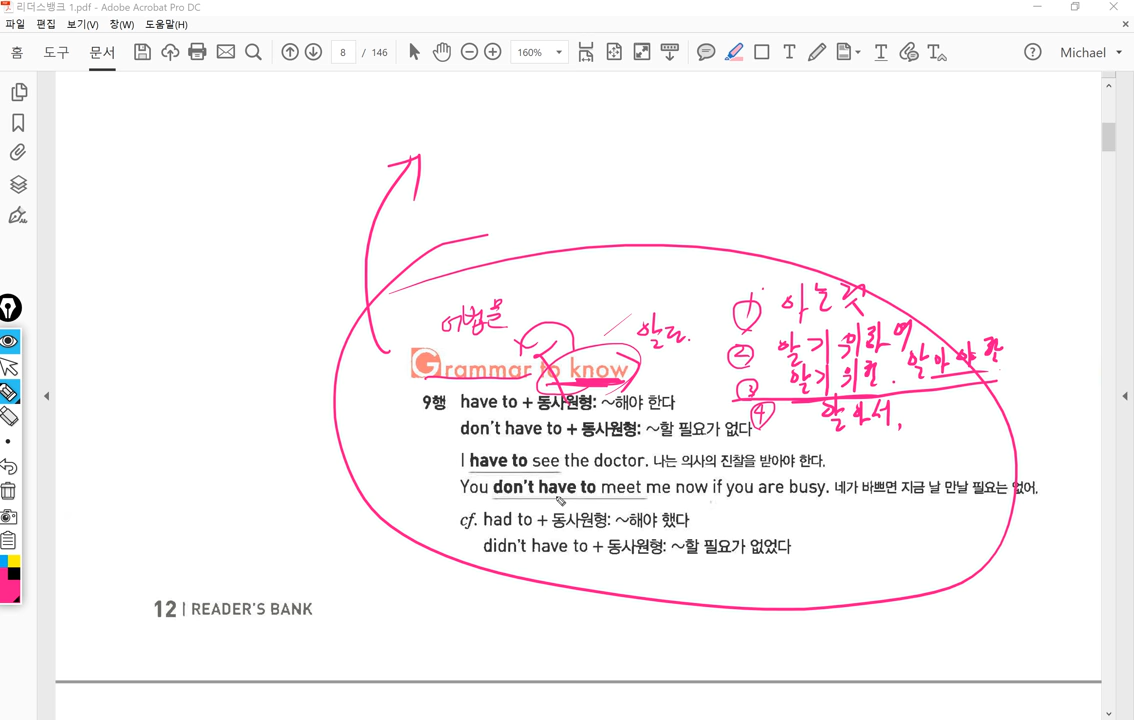 리더스뱅크 1.pdf - Adobe Acrobat Pro DC
파일 편집 보기(V) 창(W) 도움말(H)
홈 도구 문서 8 / 146 160% Michael
어법을
알다.
① 아는 것
② 알기 위하여
③ 알기 위한. 알아야 한
④ 알아서,
Grammar to know
9행 have to + 동사원형: ~해야 한다
don't have to + 동사원형: ~할 필요가 없다
I have to see the doctor. 나는 의사의 진찰을 받아야 한다.
You don't have to meet me now if you are busy. 네가 바쁘면 지금 날 만날 필요는 없어.
cf. had to + 동사원형: ~해야 했다
didn't have to + 동사원형: ~할 필요가 없었다
12 | READER'S BANK